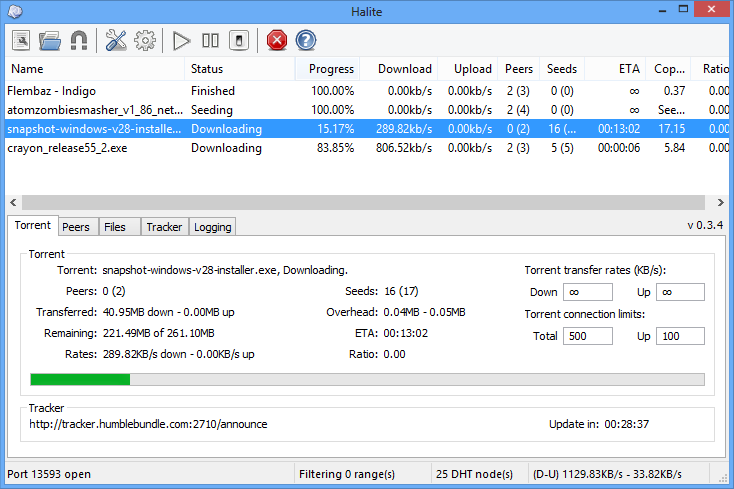 Halite
Name Status Progress Download Upload Peers Seeds ETA Cop... Ratio
Flembaz - Indigo Finished 100.00% 0.00kb/s 0.00kb/s 2 (3) 0 (0) ∞ 0.37 0.00
atomzombiesmasher_v1_86_net... Seeding 100.00% 0.00kb/s 0.00kb/s 2 (4) 0 (0) ∞ See... 0.00
snapshot-windows-v28-installe... Downloading 15.17% 289.82kb/s 0.00kb/s 0 (2) 16 (... 00:13:02 17.15 0.00
crayon_release55_2.exe Downloading 83.85% 806.52kb/s 0.00kb/s 2 (3) 5 (5) 00:00:06 5.84 0.00
Torrent Peers Files Tracker Logging v 0.3.4
Torrent
Torrent: snapshot-windows-v28-installer.exe, Downloading. Torrent transfer rates (KB/s):
Peers: 0 (2) Seeds: 16 (17) Down ∞ Up ∞
Transferred: 40.95MB down - 0.00MB up Overhead: 0.04MB - 0.05MB Torrent connection limits:
Remaining: 221.49MB of 261.10MB ETA: 00:13:02 Total 500 Up 100
Rates: 289.82KB/s down - 0.00KB/s up Ratio: 0.00
Tracker
http://tracker.humblebundle.com:2710/announce Update in: 00:28:37
Port 13593 open Filtering 0 range(s) 25 DHT node(s) (D-U) 1129.83KB/s - 33.82KB/s